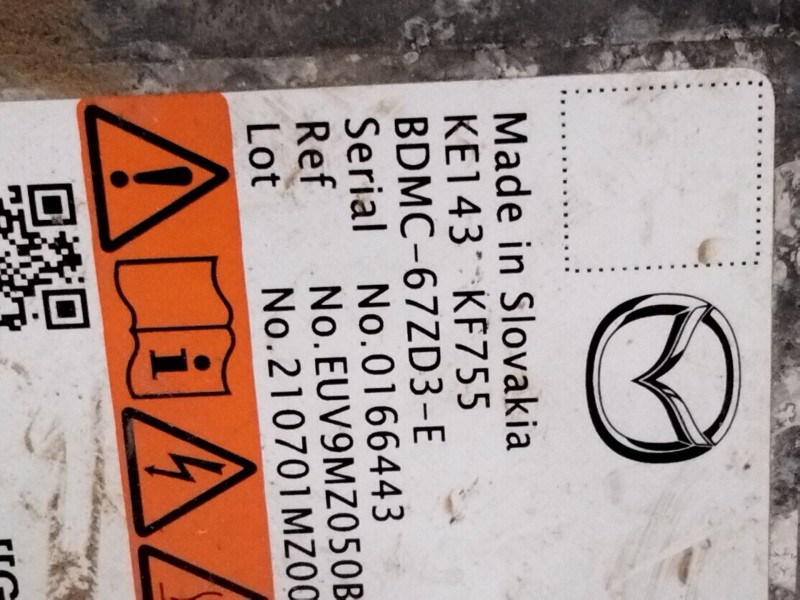 Made in Slovakia
KE143 KF755
BDMC-67ZD3-E
Serial No.0166443
Ref No.EUV9MZ050B
Lot No.210701MZ00